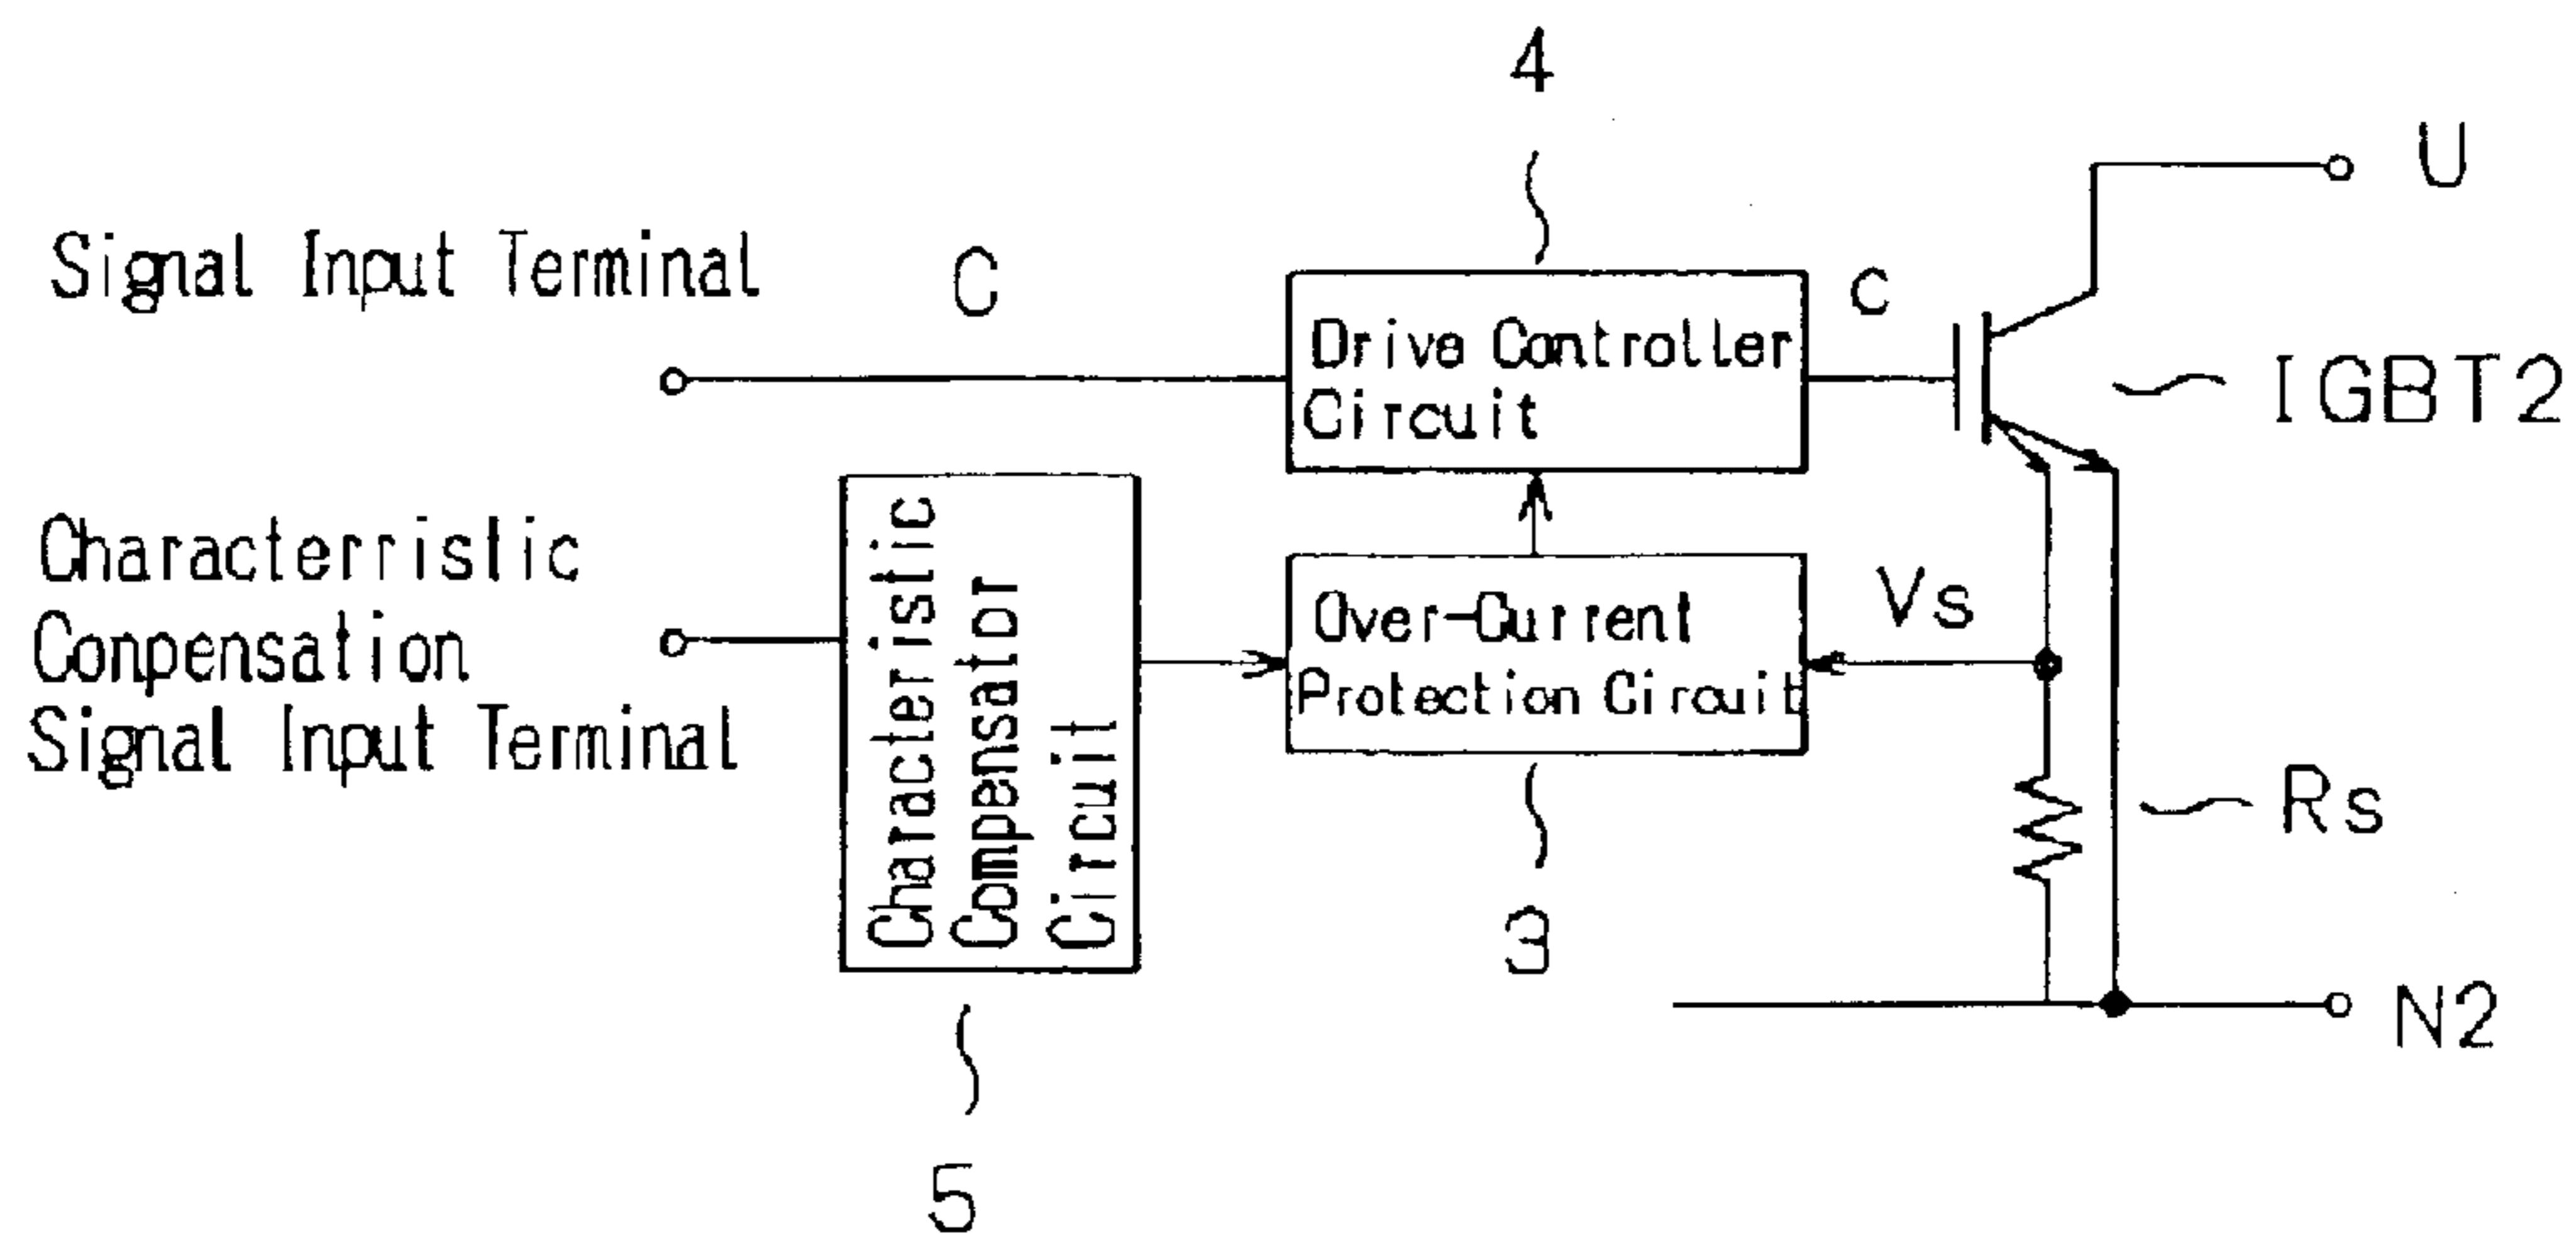 4
U
Signal Input Terminal
C
c
Drive Controller
Circuit
IGBT2
Characterristic
Conpensation
Signal Input Terminal
Characteristic
Compensator
Circuit
Over-Current
Protection Circuit
Vs
Rs
3
N2
5